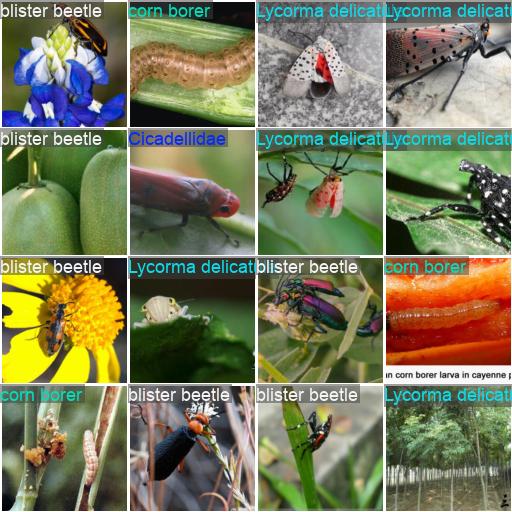 blister beetle
corn borer
Lycorma delicat
Lycorma delicat
blister beetle
Cicadellidae
Lycorma delicat
Lycorma delicat
blister beetle
Lycorma delicat
blister beetle
corn borer
n corn borer larva in cayenne p
corn borer
blister beetle
blister beetle
Lycorma delicat